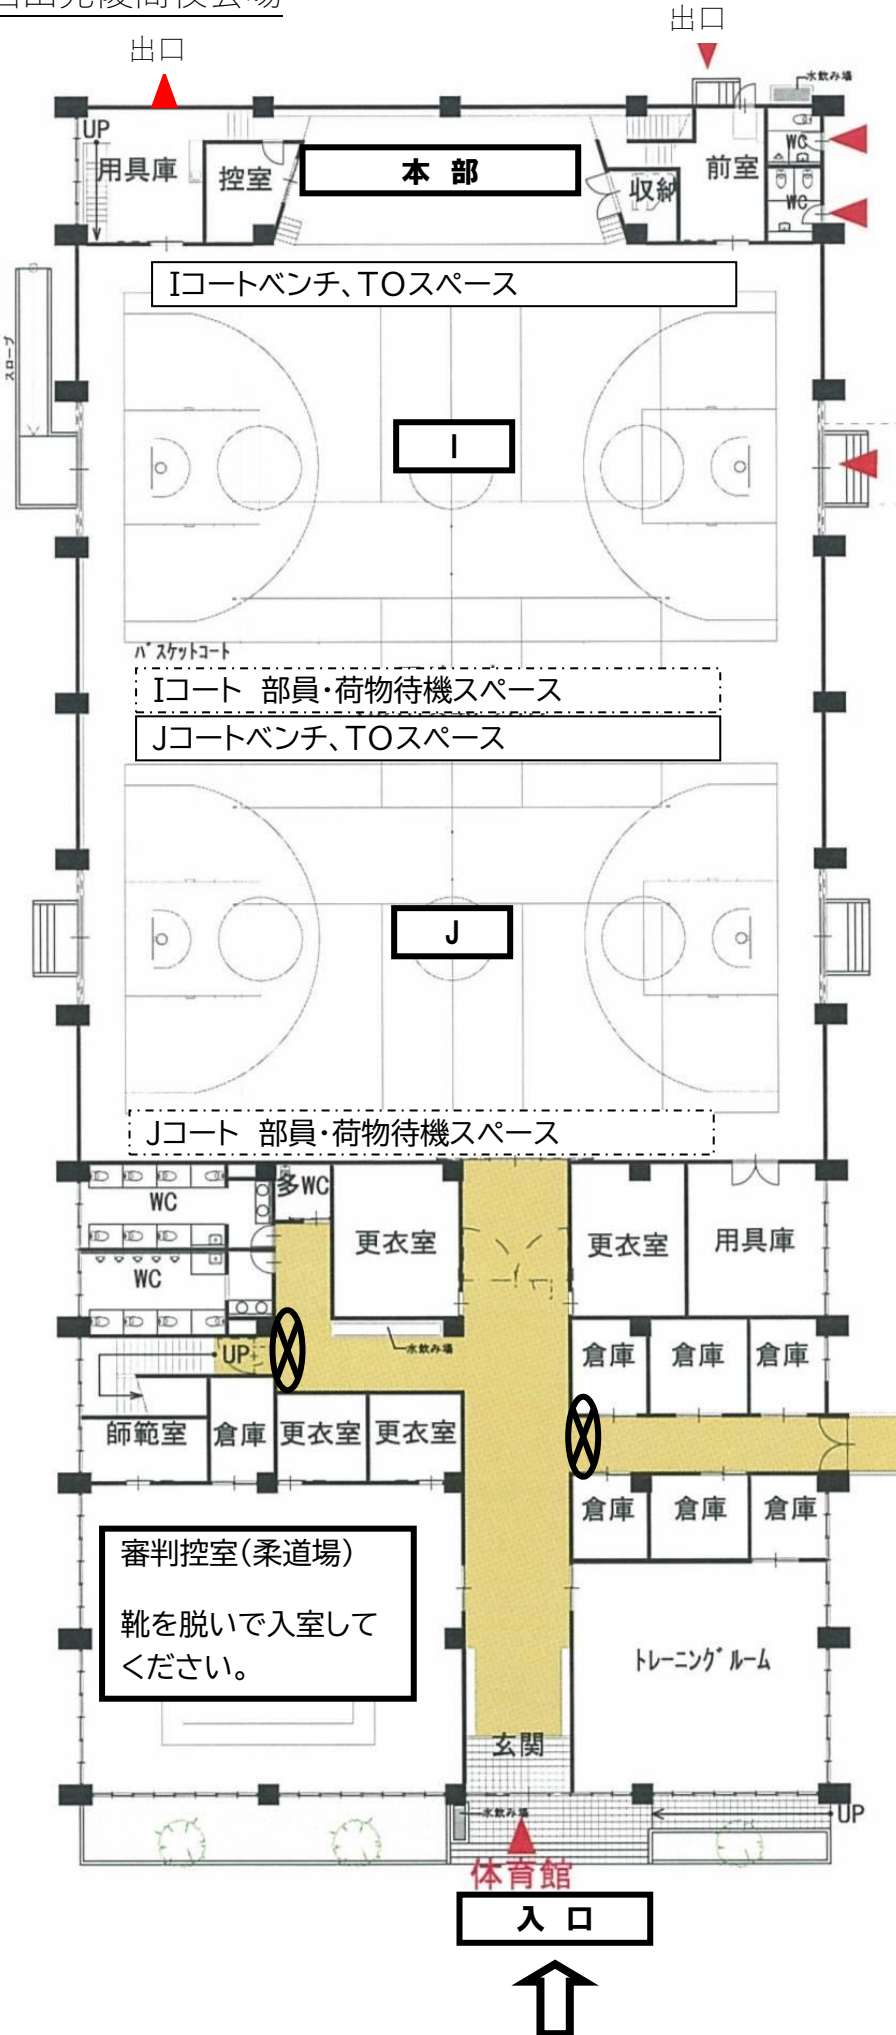 出口
出口
水飲み場
UP
用具庫
控室
本 部
収納
前室
WC
WC
Iコートベンチ、TOスペース
スロープ
I
バスケットコート
Iコート 部員・荷物待機スペース
Jコートベンチ、TOスペース
J
Jコート 部員・荷物待機スペース
WC
多WC
更衣室
更衣室
用具庫
WC
UP
水飲み場
倉庫
倉庫
倉庫
師範室
倉庫
更衣室
更衣室
倉庫
倉庫
倉庫
審判控室(柔道場)
靴を脱いで入室して
ください。
トレーニングルーム
玄関
水飲み場
UP
体育館
入 口